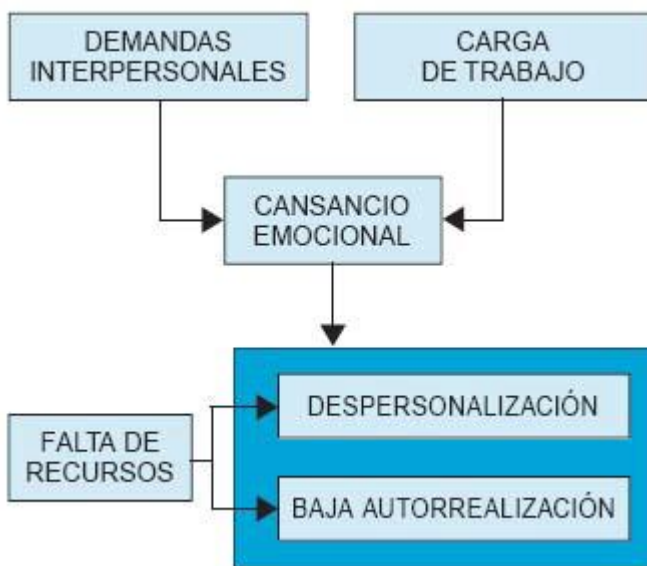 DEMANDAS
INTERPERSONALES
CARGA
DE TRABAJO
CANSANCIO
EMOCIONAL
DESPERSONALIZACIÓN
FALTA DE
RECURSOS
BAJA AUTORREALIZACIÓN